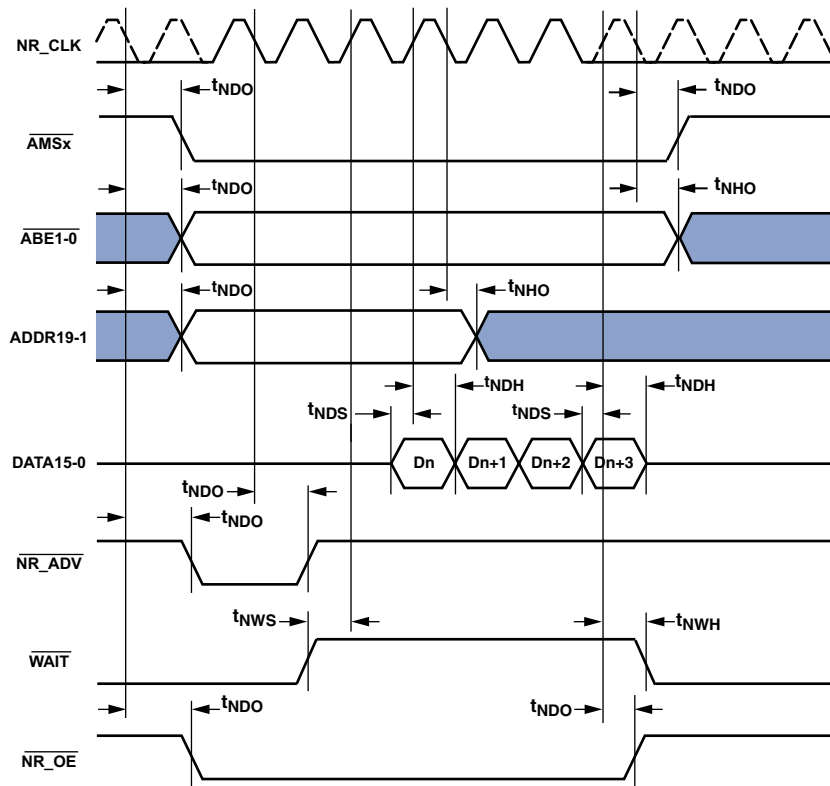 NR_CLK
tNDO tNDO
AMSx
tNDO tNHO
ABE1-0
tNDO tNHO
ADDR19-1
tNDH tNDH
tNDS tNDS
DATA15-0 Dn Dn+1 Dn+2 Dn+3
tNDO
tNDO
NR_ADV
tNWS tNWH
WAIT
tNDO tNDO
NR_OE